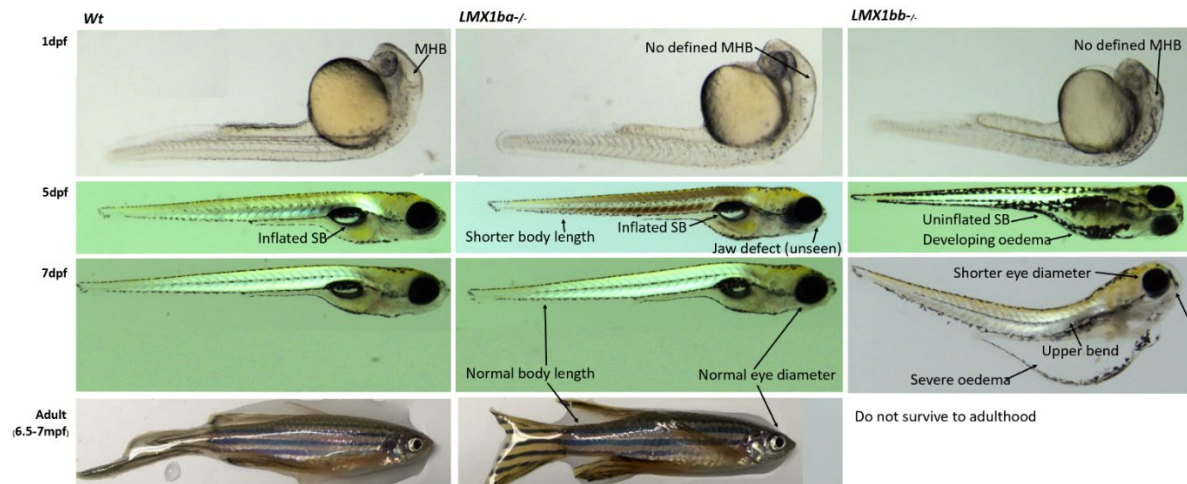 Wt
LMX1ba-/-
LMX1bb-/-
1dpf
MHB
No defined MHB
No defined MHB
5dpf
Inflated SB
Shorter body length
Inflated SB
Jaw defect (unseen)
Uninflated SB
Developing oedema
7dpf
Normal body length
Normal eye diameter
Shorter eye diameter
Upper bend
Severe oedema
Adult
(6.5-7mpf)
Do not survive to adulthood